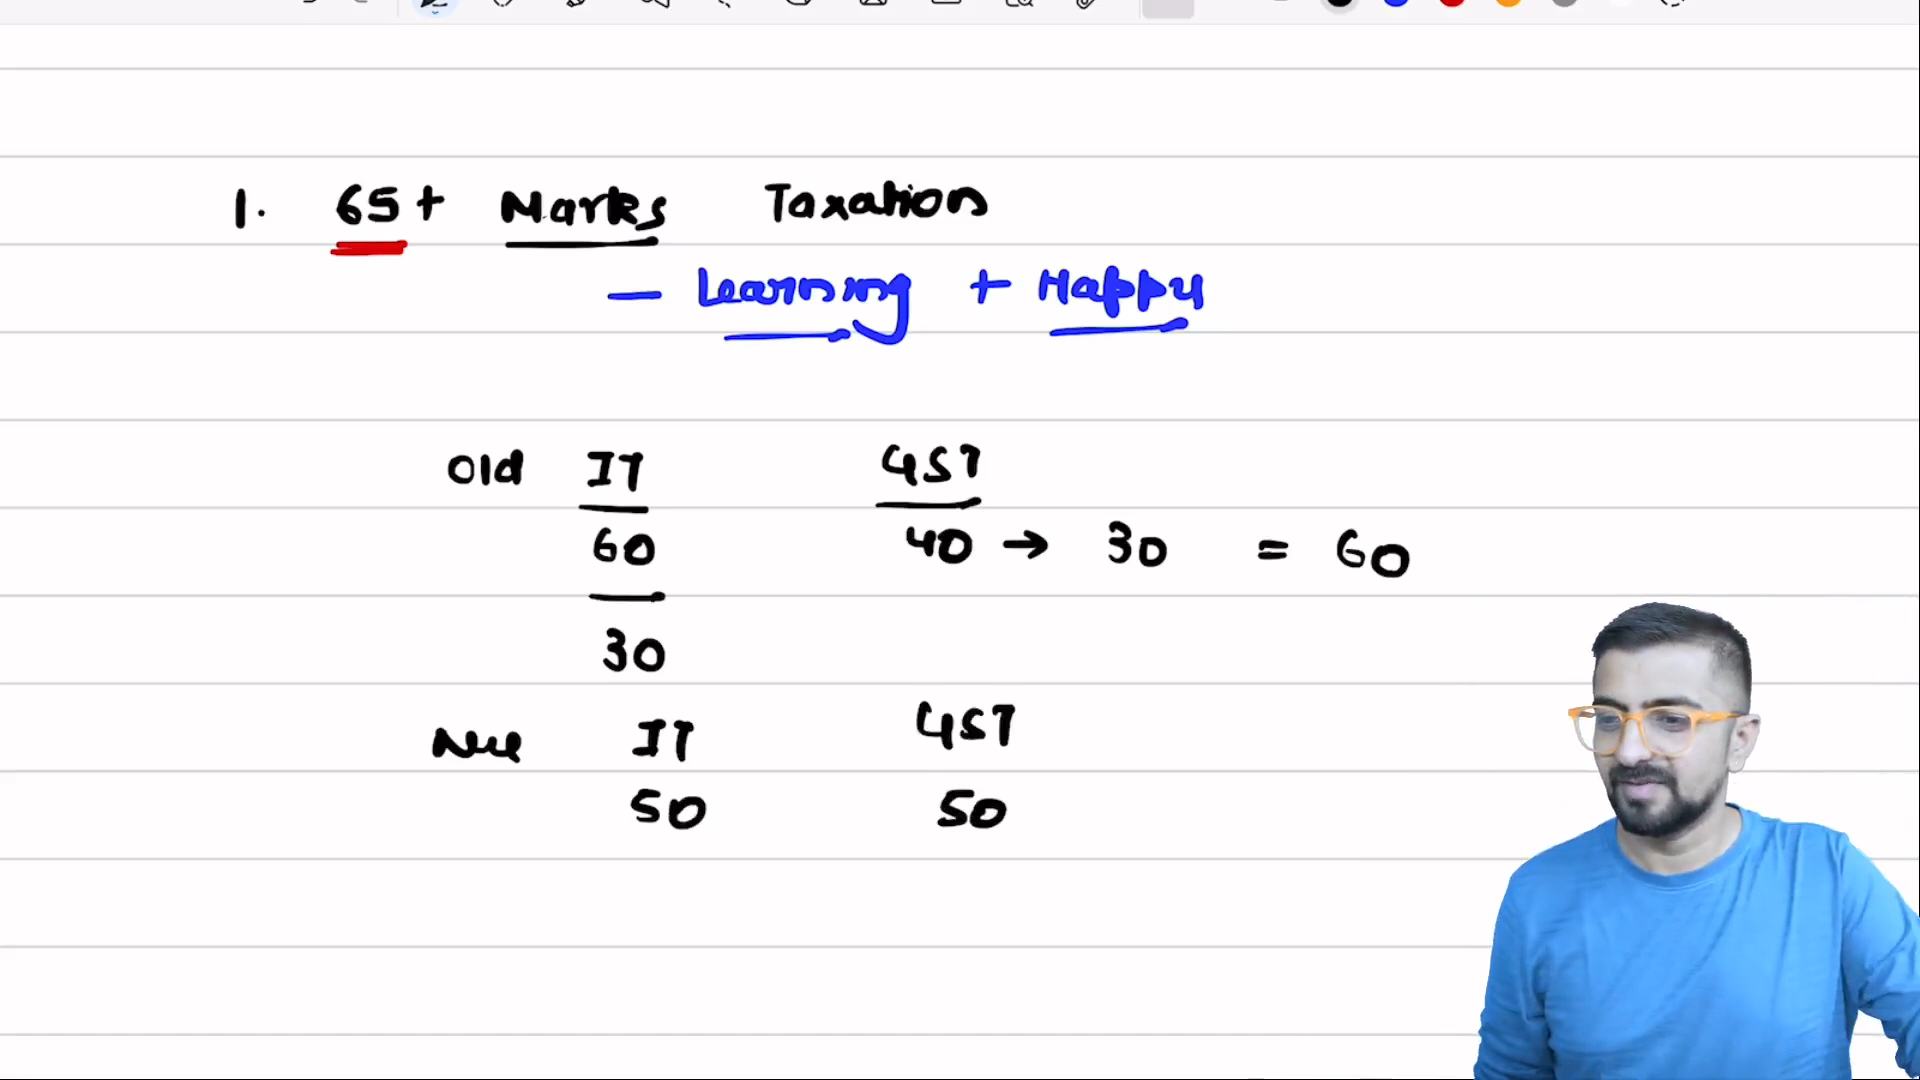 1. 65+ Marks Taxation
- Learning + Happy
Old IT GST
60 40 → 30 = 60
30
New IT GST
50 50